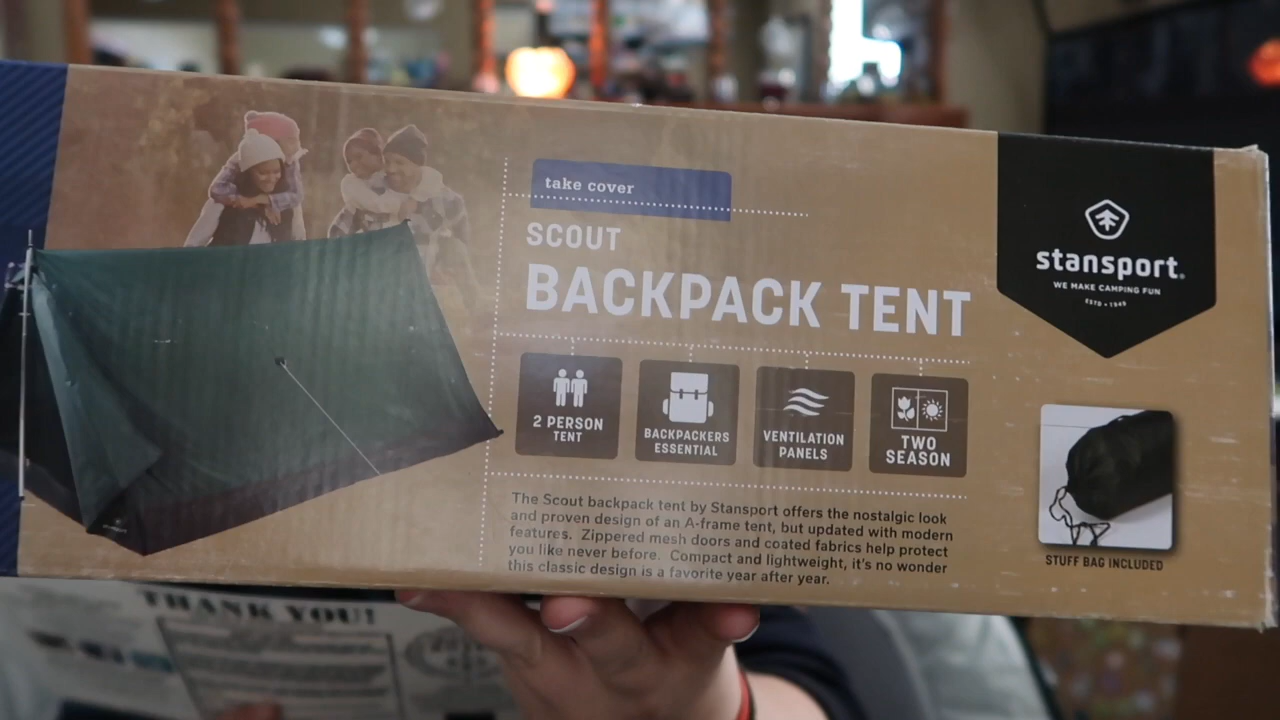 take cover
SCOUT
BACKPACK TENT
2 PERSON
TENT
BACKPACKERS
ESSENTIAL
VENTILATION
PANELS
TWO
SEASON
The Scout backpack tent by Stansport offers the nostalgic look
and proven design of an A-frame tent, but updated with modern
features. Zippered mesh doors and coated fabrics help protect
you like never before. Compact and lightweight, it's no wonder
this classic design is a favorite year after year.
stansport.
WE MAKE CAMPING FUN
STUFF BAG INCLUDED
THANK YOU!